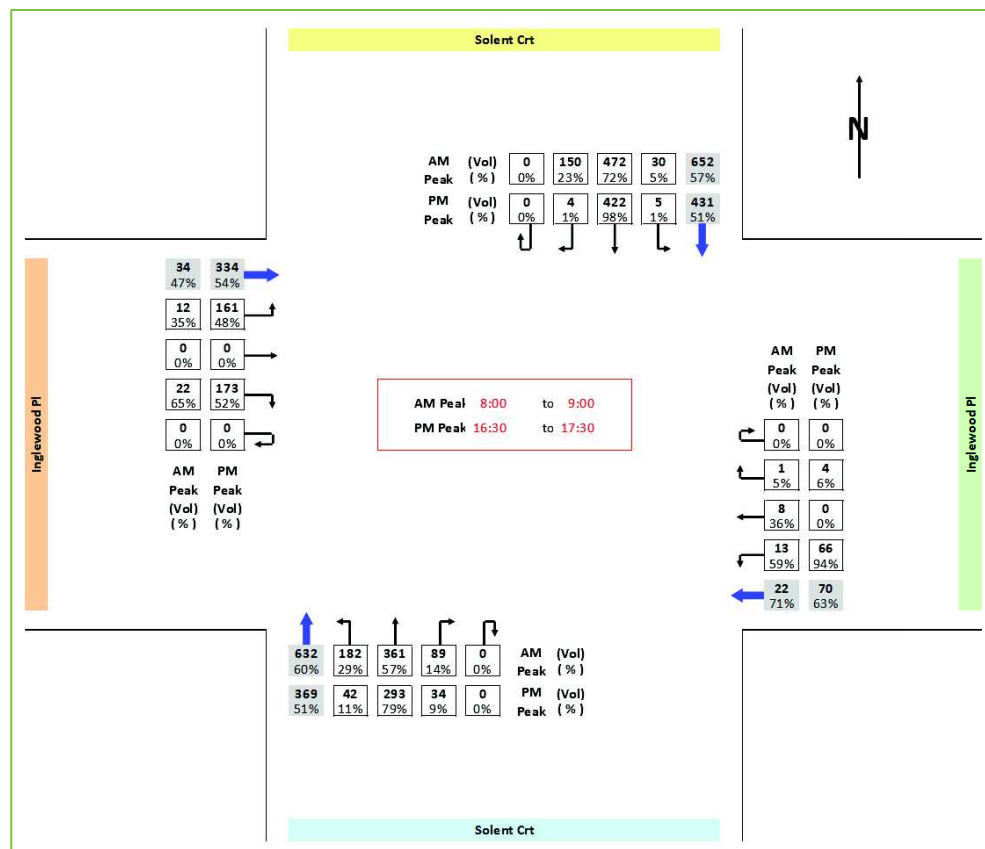 Solent Crt
N
AM (Vol) 0 150 472 30 652
Peak (%) 0% 23% 72% 5% 57%
PM (Vol) 0 4 422 5 431
Peak (%) 0% 1% 98% 1% 51%
34 334
47% 54%
12 161
35% 48%
0 0
0% 0%
22 173
65% 52%
0 0
0% 0%
AM PM
Peak Peak
(Vol) (Vol)
(%) (%)
Inglewood Pl
AM Peak 8:00 to 9:00
PM Peak 16:30 to 17:30
AM PM
Peak Peak
(Vol) (Vol)
(%) (%)
0 0
0% 0%
1 4
5% 6%
8 0
36% 0%
13 66
59% 94%
22 70
71% 63%
Inglewood Pl
632 182 361 89 0 AM (Vol)
60% 29% 57% 14% 0% Peak (%)
369 42 293 34 0 PM (Vol)
51% 11% 79% 9% 0% Peak (%)
Solent Crt